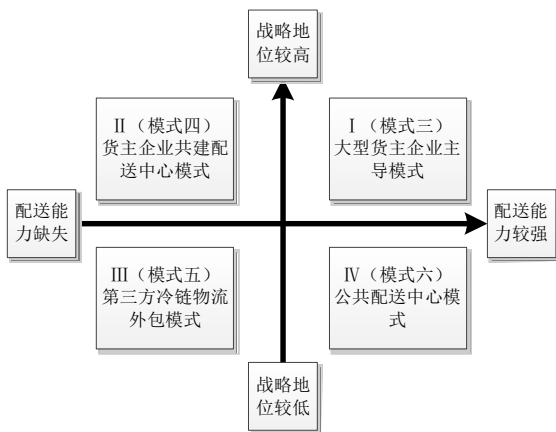 战略地
位较高
II（模式四）
货主企业共建配
送中心模式
I（模式三）
大型货主企业主
导模式
配送能
力缺失
配送能
力较强
III（模式五）
第三方冷链物流
外包模式
IV（模式六）
公共配送中心模
式
战略地
位较低